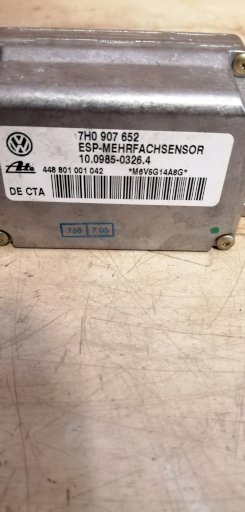 7H0 907 652
ESP-MEHRFACHSENSOR
10.0985-0326.4
Ate 448 801 001 042 *M6V5G14A8G*
DE CTA
768 7.05